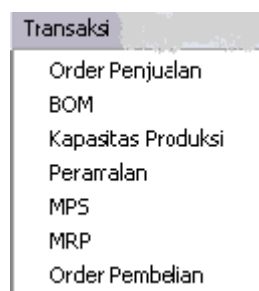 Transaksi
Order Penjualan
BOM
Kapasitas Produksi
Peramalan
MPS
MRP
Order Pembelian